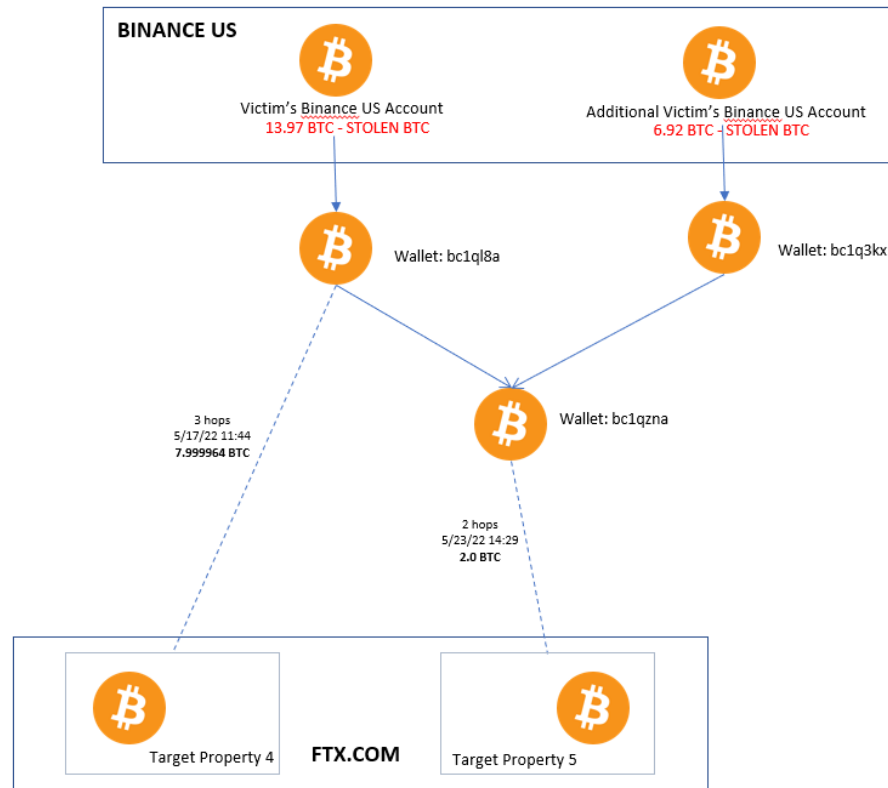 BINANCE US
Victim's Binance US Account
13.97 BTC - STOLEN BTC
Additional Victim's Binance US Account
6.92 BTC - STOLEN BTC
Wallet: bc1ql8a
Wallet: bc1q3kx
Wallet: bc1qzna
3 hops
5/17/22 11:44
7.999964 BTC
2 hops
5/23/22 14:29
2.0 BTC
Target Property 4
FTX.COM
Target Property 5